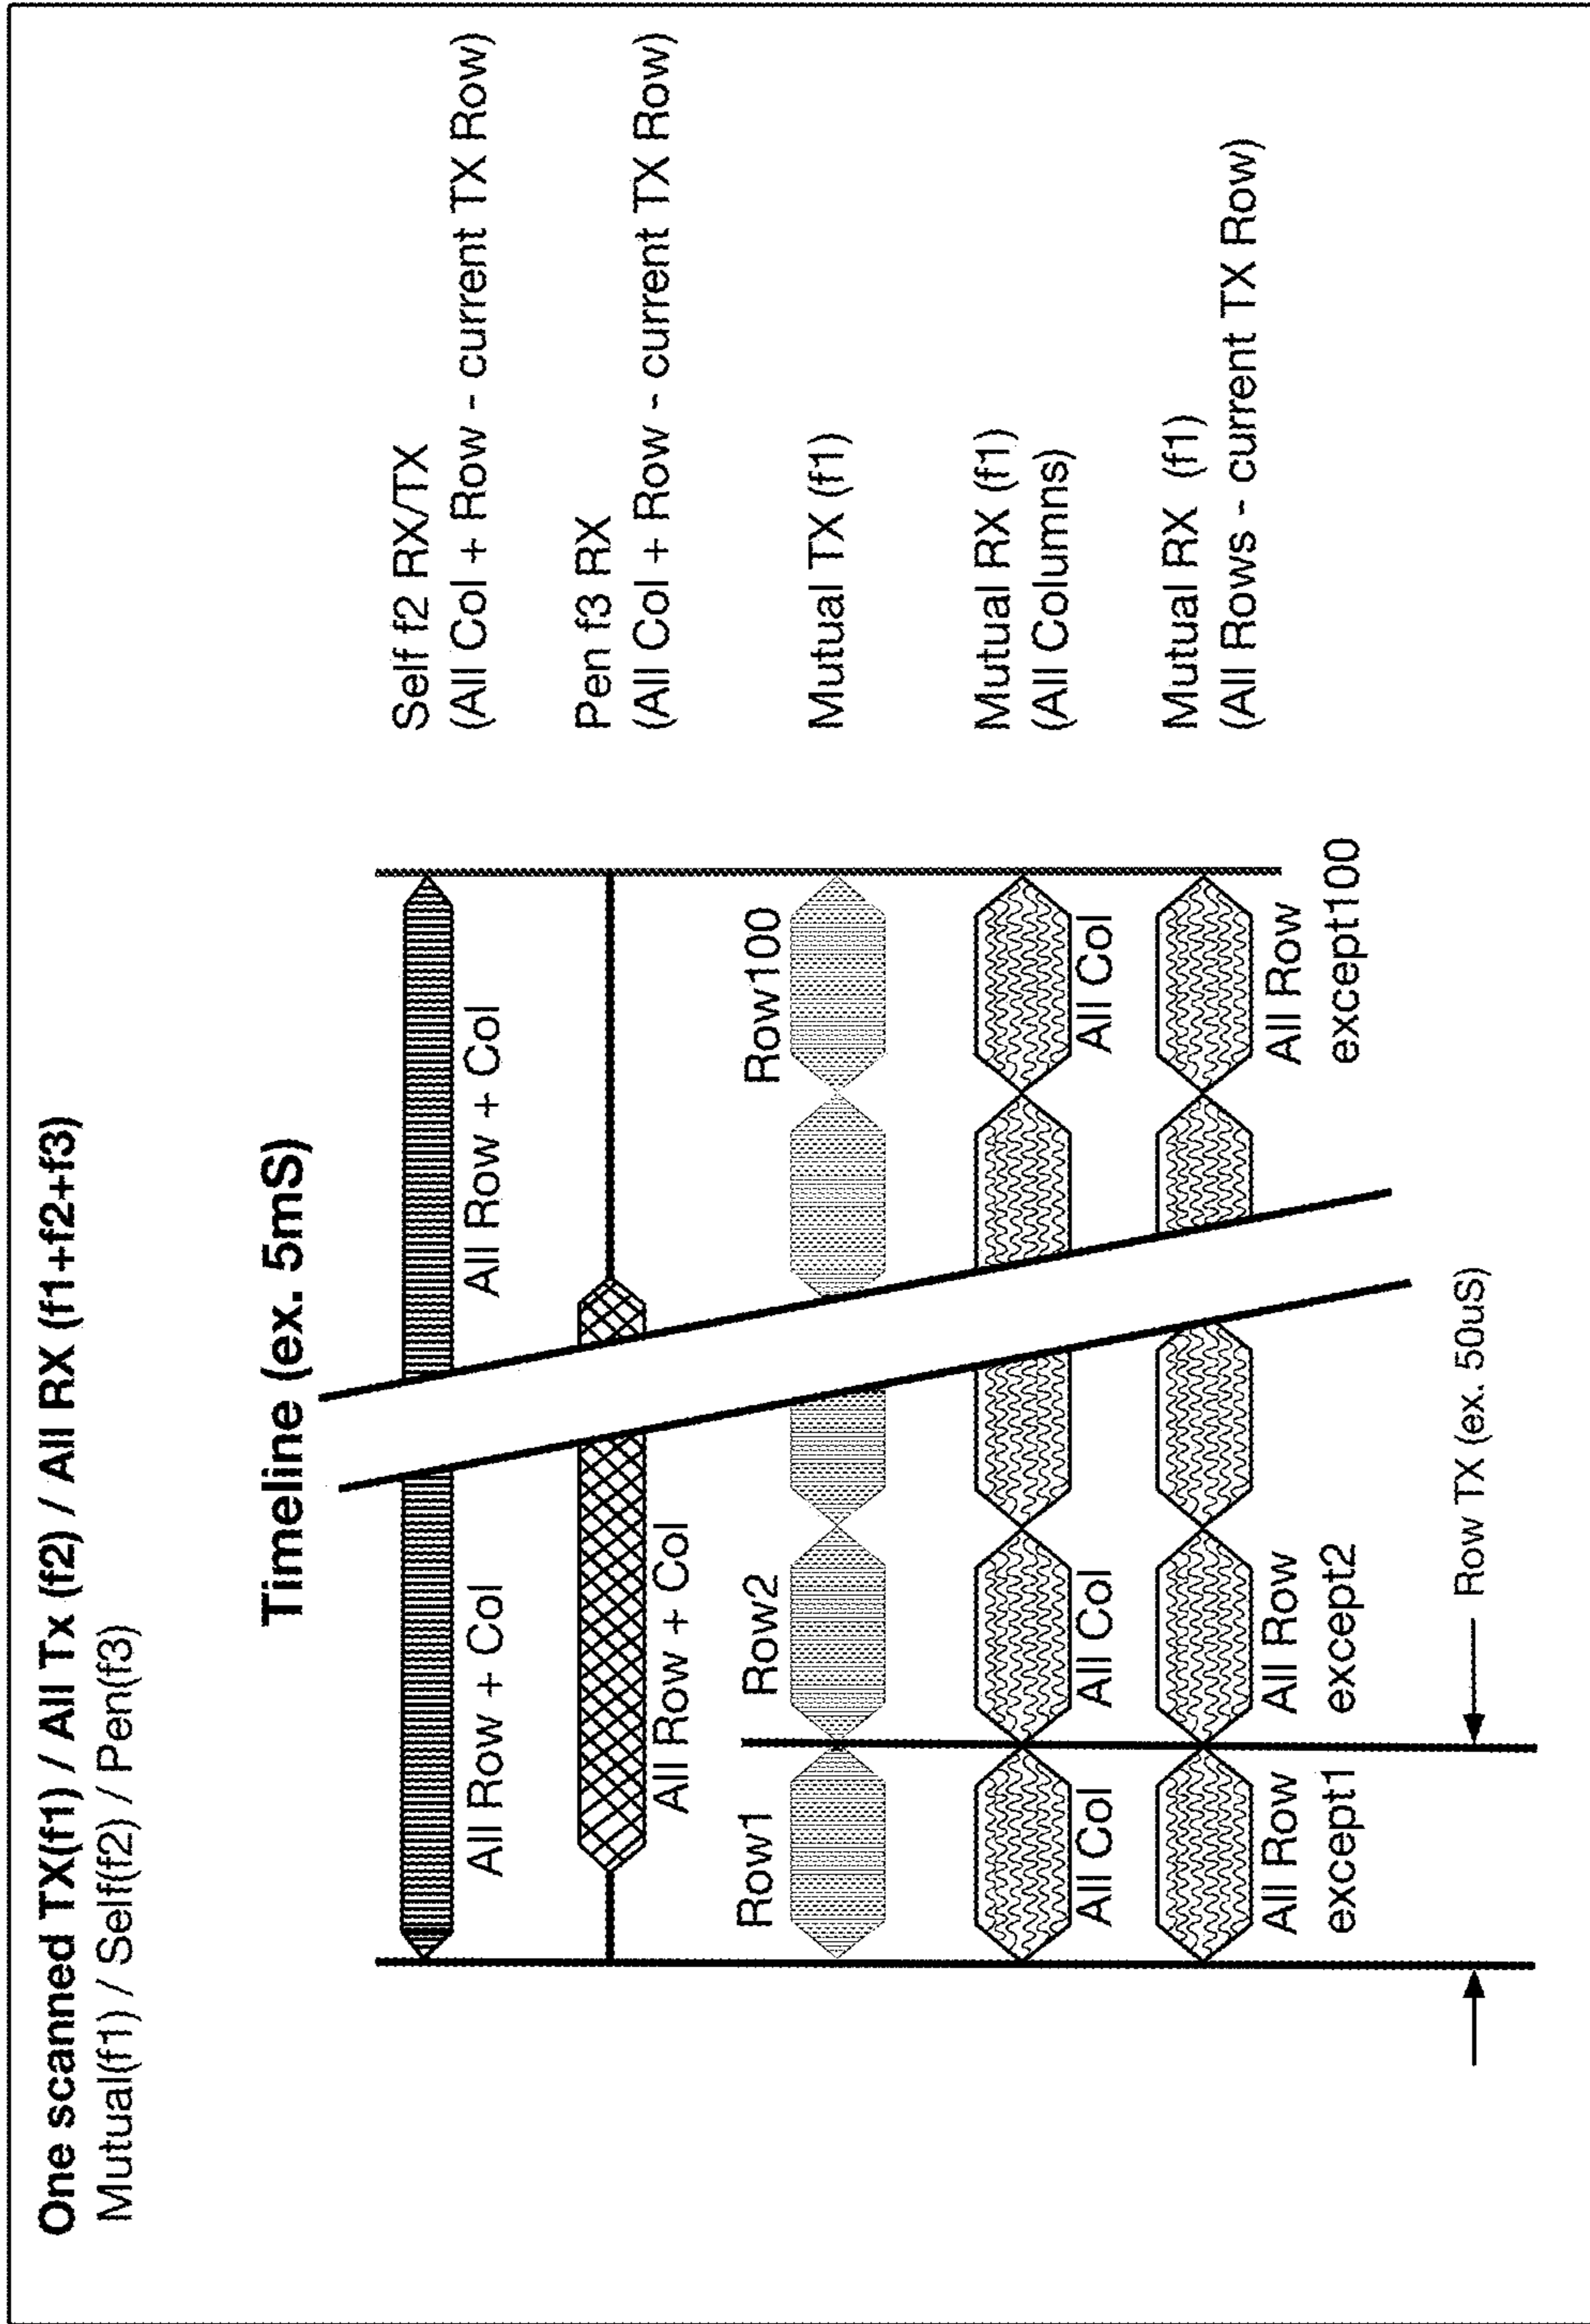 One scanned TX(f1) / All Tx (f2) / All RX (f1+f2+f3)
Mutual(f1) / Self(f2) / Pen(f3)
Timeline (ex. 5mS)
All Row + Col
All Row + Col
Self f2 RX/TX
(All Col + Row - current TX Row)
All Row + Col
Pen f3 RX
(All Col + Row - current TX Row)
Row1
Row2
Row100
Mutual TX (f1)
All Col
All Col
All Col
Mutual RX (f1)
(All Columns)
All Row
except1
All Row
except2
All Row
except100
Mutual RX (f1)
(All Rows - current TX Row)
Row TX (ex. 50uS)